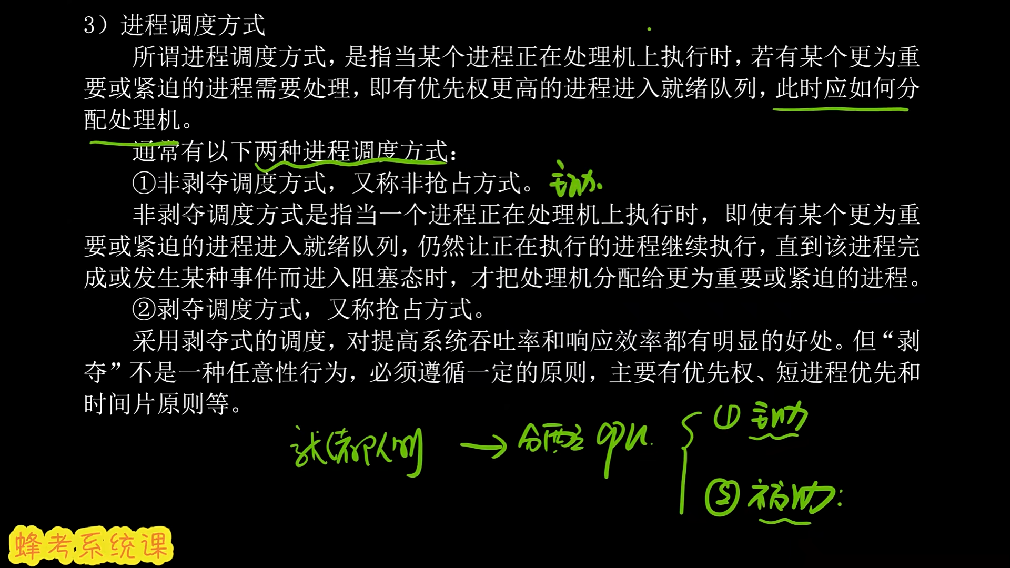 3）进程调度方式
所谓进程调度方式，是指当某个进程正在处理机上执行时，若有某个更为重
要或紧迫的进程需要处理，即有优先权更高的进程进入就绪队列，此时应如何分
配处理机。
通常有以下两种进程调度方式：
①非剥夺调度方式，又称非抢占方式。主动.
非剥夺调度方式是指当一个进程正在处理机上执行时，即使有某个更为重
要或紧迫的进程进入就绪队列，仍然让正在执行的进程继续执行，直到该进程完
成或发生某种事件而进入阻塞态时，才把处理机分配给更为重要或紧迫的进程。
②剥夺调度方式，又称抢占方式。
采用剥夺式的调度，对提高系统吞吐率和响应效率都有明显的好处。但“剥
夺”不是一种任意性行为，必须遵循一定的原则，主要有优先权、短进程优先和
时间片原则等。
就绪队列 → 分配 cpu.
① 主动
② 被动：
蜂考系统课